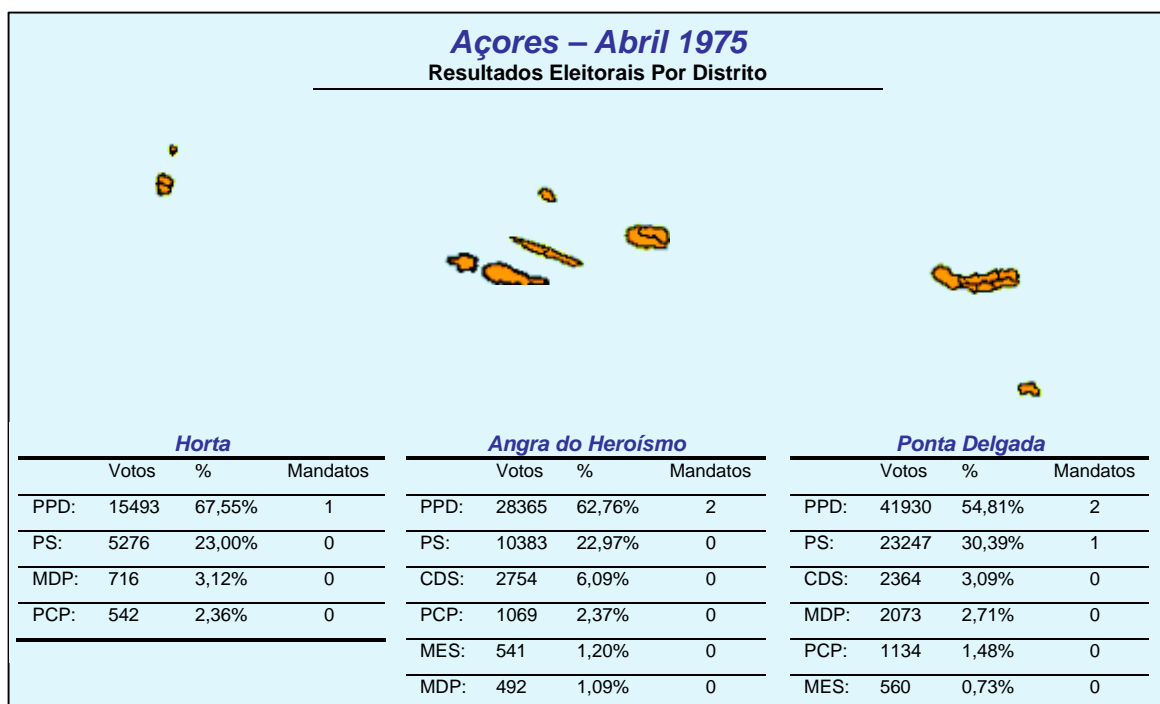 Açores – Abril 1975
Resultados Eleitorais Por Distrito
Horta
Votos % Mandatos
PPD: 15493 67,55% 1
PS: 5276 23,00% 0
MDP: 716 3,12% 0
PCP: 542 2,36% 0
Angra do Heroísmo
Votos % Mandatos
PPD: 28365 62,76% 2
PS: 10383 22,97% 0
CDS: 2754 6,09% 0
PCP: 1069 2,37% 0
MES: 541 1,20% 0
MDP: 492 1,09% 0
Ponta Delgada
Votos % Mandatos
PPD: 41930 54,81% 2
PS: 23247 30,39% 1
CDS: 2364 3,09% 0
MDP: 2073 2,71% 0
PCP: 1134 1,48% 0
MES: 560 0,73% 0